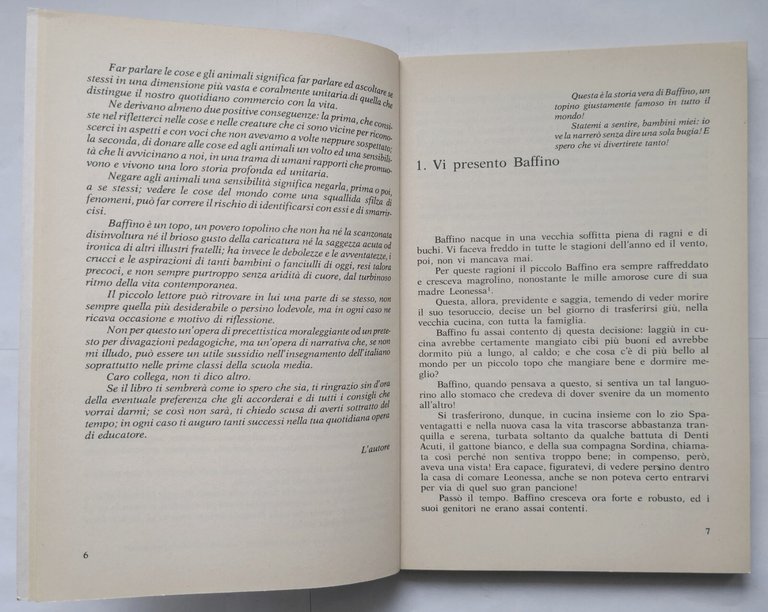 Far parlare le cose e gli animali significa far parlare ed ascoltare se
stessi in una dimensione più vasta e coralmente unitaria di quella che
distingue il nostro quotidiano commercio con la vita.
Ne derivano almeno due positive conseguenze: la prima, che consi-
ste nel rifletterci nelle cose e nelle creature che ci sono vicine per ricono-
scerci in aspetti e con voci che non avevamo a volte neppure sospettato;
la seconda, di donare alle cose ed agli animali un volto ed una sensibili-
tà che li avvicinano a noi, in una trama di umani rapporti che promuo-
vono e vivono una loro storia profonda ed unitaria.
Negare agli animali una sensibilità significa negarla, prima o poi,
a se stessi; vedere le cose del mondo come una squallida sfilza di
fenomeni, può far correre il rischio di identificarsi con essi e di smarrir-
cisi.
Baffino è un topo, un povero topolino che non ha né la scanzonata
disinvoltura né il brioso gusto della caricatura né la saggezza acuta ed
ironica di altri illustri fratelli; ha invece le debolezze e le avventatezze, i
crucci e le aspirazioni di tanti bambini o fanciulli di oggi, resi talora
precoci, e non sempre purtroppo senza aridità di cuore, dal turbinoso
ritmo della vita contemporanea.
Il piccolo lettore può ritrovare in lui una parte di se stesso, non
sempre quella più desiderabile o persino lodevole, ma in ogni caso ne
ricava occasione e motivo di riflessione.
Non per questo un'opera di precettistica moraleggiante od un prete-
sto per divagazioni pedagogiche, ma un'opera di narrativa che, se non
mi illudo, può essere un utile sussidio nell'insegnamento dell'italiano
soprattutto nelle prime classi della scuola media.
Caro collega, non ti dico altro.
Se il libro ti sembrerà come io spero che sia, ti ringrazio sin d'ora
della eventuale preferenza che gli accorderai e di tutti i consigli che
vorrai darmi; se così non sarà, ti chiedo scusa di averti sottratto del
tempo; in ogni caso ti auguro tanti successi nella tua quotidiana opera
di educatore.
L'autore
6
Questa è la storia vera di Baffino, un
topino giustamente famoso in tutto il
mondo!
Statemi a sentire, bambini miei: io
ve la narrerò senza dire una sola bugia! E
spero che vi divertirete tanto!
1. Vi presento Baffino
Baffino nacque in una vecchia soffitta piena di ragni e di
buchi. Vi faceva freddo in tutte le stagioni dell'anno ed il vento,
poi, non vi mancava mai.
Per queste ragioni il piccolo Baffino era sempre raffreddato
e cresceva magrolino, nonostante le mille amorose cure di sua
madre Leonessa¹.
Questa, allora, previdente e saggia, temendo di veder morire
il suo tesoruccio, decise un bel giorno di trasferirsi giù, nella
vecchia cucina, con tutta la famiglia.
Baffino fu assai contento di questa decisione: laggiù in cu-
cina avrebbe certamente mangiato cibi più buoni ed avrebbe
dormito più a lungo, al caldo; e che cosa c'è di più bello al
mondo per un piccolo topo che mangiare bene e dormire me-
glio?
Baffino, quando pensava a questo, si sentiva un tal languo-
rino allo stomaco che credeva di dover svenire da un momento
all'altro!
Si trasferirono, dunque, in cucina insieme con lo zio Spa-
ventagatti e nella nuova casa la vita trascorse abbastanza tran-
quilla e serena, turbata soltanto da qualche battuta di Denti
Acuti, il gattone bianco, e della sua compagna Sordina, chiama-
ta così perché non sentiva troppo bene; in compenso, però,
aveva una vista! Era capace, figuratevi, di vedere persino dentro
la casa di comare Leonessa, anche se non poteva certo entrarvi
per via di quel suo gran pancione!
Passò il tempo. Baffino cresceva ora forte e robusto, ed i
suoi genitori ne erano assai contenti.
7